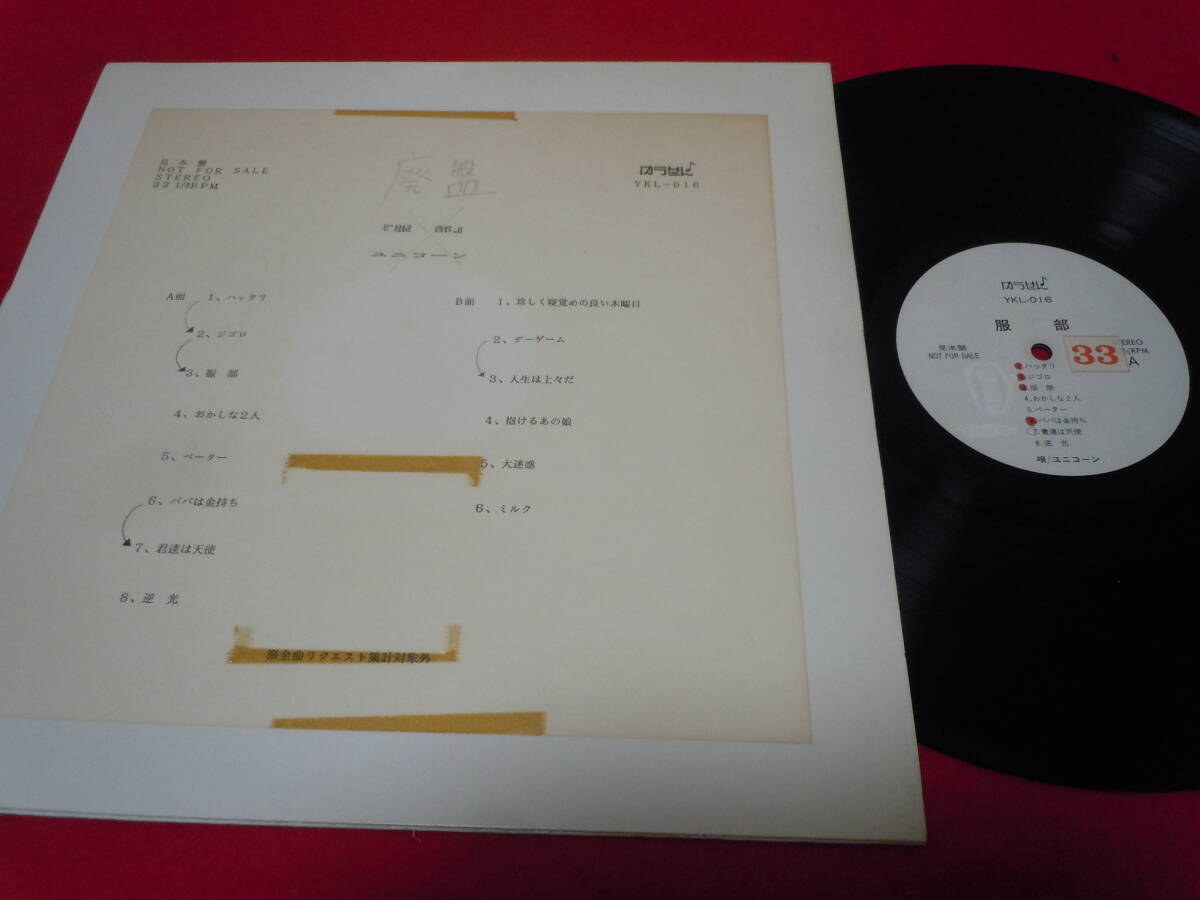 見本盤
NOT FOR SALE
STEREO
33 1/3RPM
廃盤
ゆうせん
YKL-016
『服 部』
ユニコーン
A面 1、ハッタリ
2、ジゴロ
3、服 部
4、おかしな2人
5、ペーター
6、パパは金持ち
7、君達は天使
8、逆 光
B面 1、珍しく寝覚めの良い木曜日
2、デーゲーム
3、人生は上々だ
4、抱けるあの娘
5、大迷惑
6、ミルク
※全曲リクエスト集計対象外
ゆうせん
YKL-016
服 部
見本盤
NOT FOR SALE
33
EREO
RPM.
A
ハッタリ
ジゴロ
服 部
4.おかしな2人
5.ペーター
パパは金持ち
7.君達は天使
8.逆 光
唄/ユニコーン